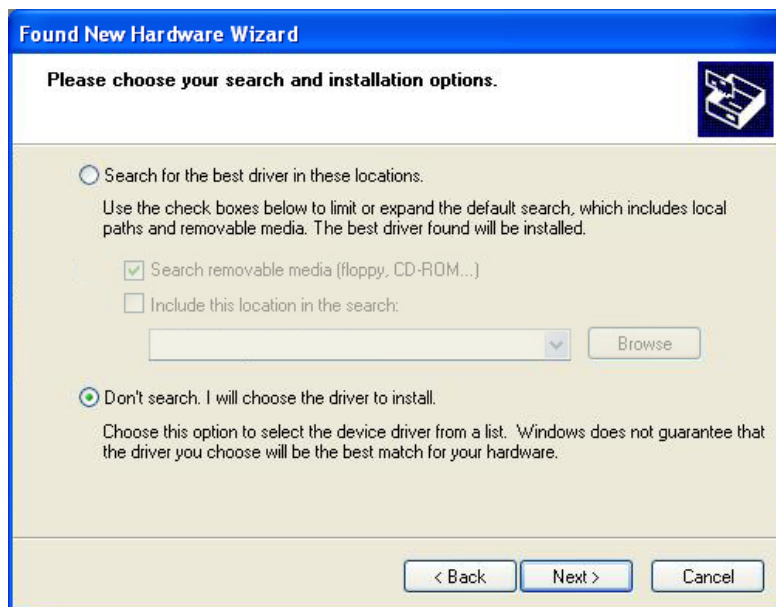 Found New Hardware Wizard
Please choose your search and installation options.
Search for the best driver in these locations.
Use the check boxes below to limit or expand the default search, which includes local
paths and removable media. The best driver found will be installed.
Search removable media (floppy, CD-ROM...)
Include this location in the search:
Browse
Don't search. I will choose the driver to install.
Choose this option to select the device driver from a list. Windows does not guarantee that
the driver you choose will be the best match for your hardware.
< Back Next > Cancel